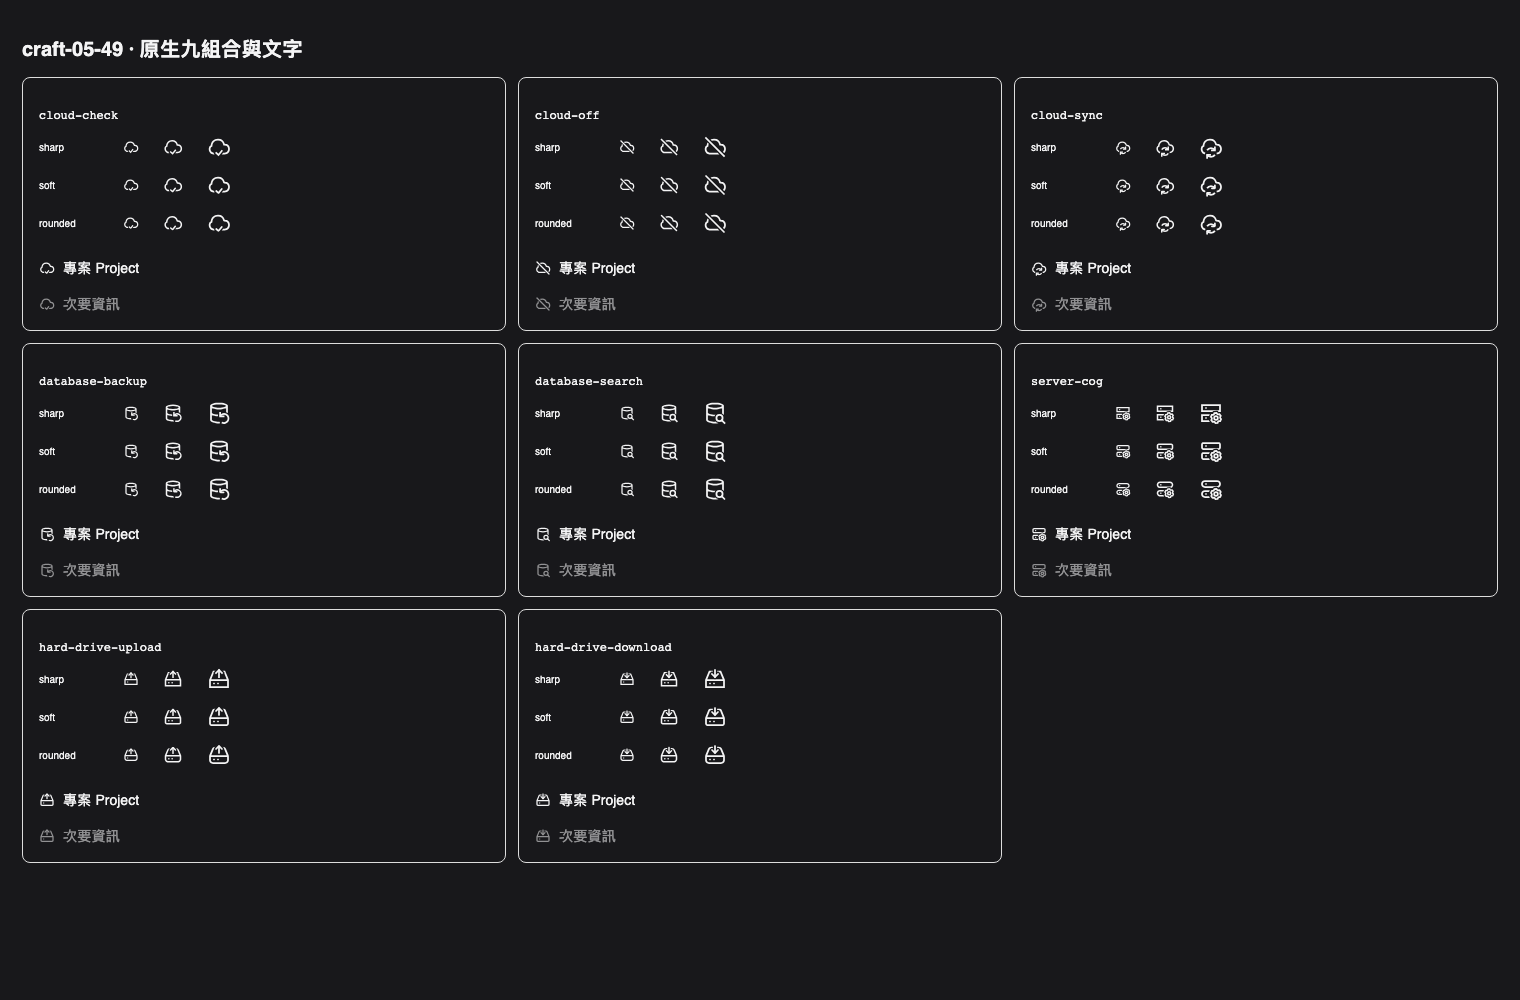 craft-05-49 · 原生九組合與文字
cloud-check
sharp
soft
rounded
專案 Project
次要資訊
cloud-off
sharp
soft
rounded
專案 Project
次要資訊
cloud-sync
sharp
soft
rounded
專案 Project
次要資訊
database-backup
sharp
soft
rounded
專案 Project
次要資訊
database-search
sharp
soft
rounded
專案 Project
次要資訊
server-cog
sharp
soft
rounded
專案 Project
次要資訊
hard-drive-upload
sharp
soft
rounded
專案 Project
次要資訊
hard-drive-download
sharp
soft
rounded
專案 Project
次要資訊